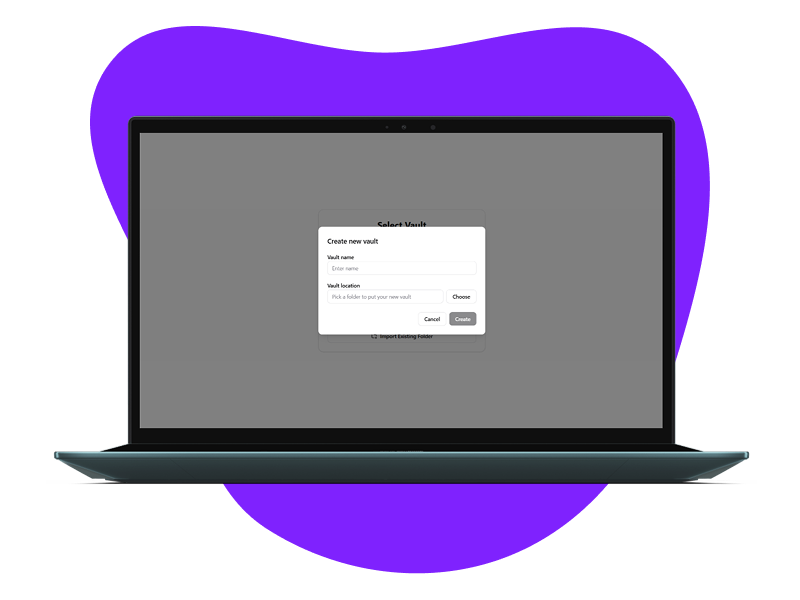 Select Vault
Create new vault
Vault name
Enter name
Vault location
Pick a folder to put your new vault
Choose
Cancel
Create
Import Existing Folder